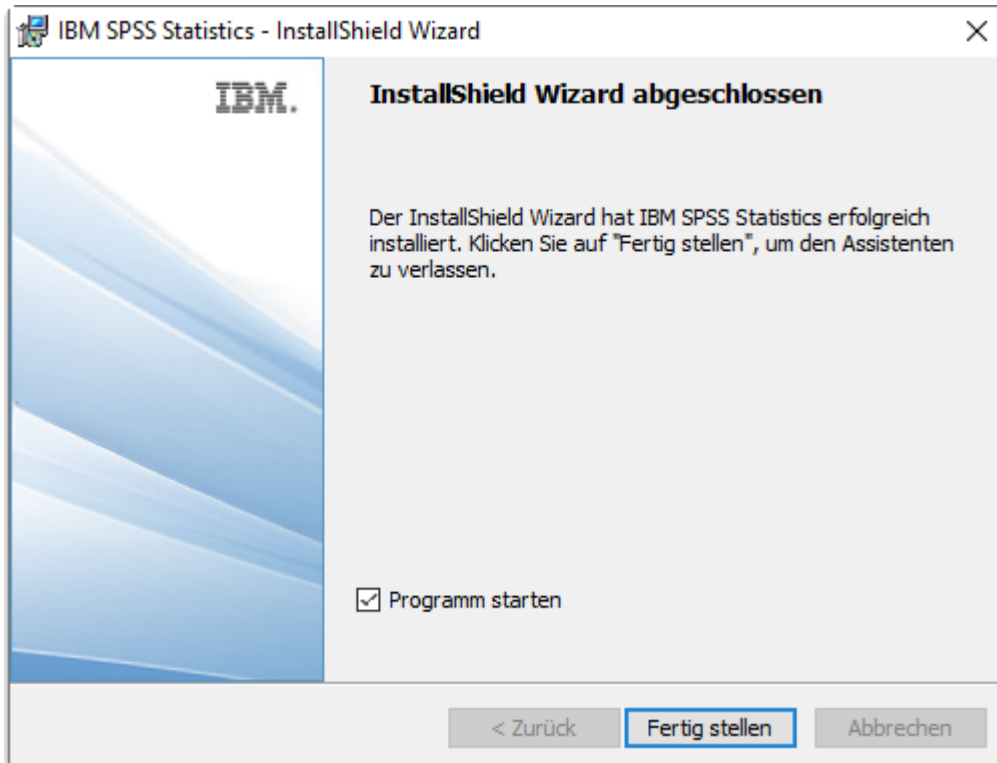 IBM SPSS Statistics - InstallShield Wizard
IBM.
InstallShield Wizard abgeschlossen
Der InstallShield Wizard hat IBM SPSS Statistics erfolgreich
installiert. Klicken Sie auf "Fertig stellen", um den Assistenten
zu verlassen.
Programm starten
< Zurück
Fertig stellen
Abbrechen